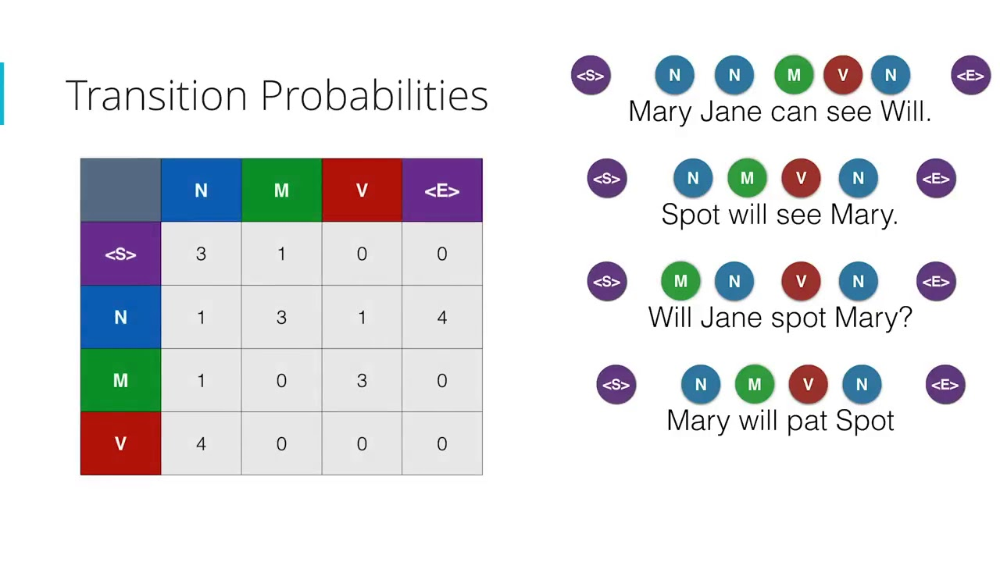 Transition Probabilities
N M V <E>
<S> 3 1 0 0
N 1 3 1 4
M 1 0 3 0
V 4 0 0 0
<S> N N M V N <E>
Mary Jane can see Will.
<S> N M V N <E>
Spot will see Mary.
<S> M N V N <E>
Will Jane spot Mary?
<S> N M V N <E>
Mary will pat Spot